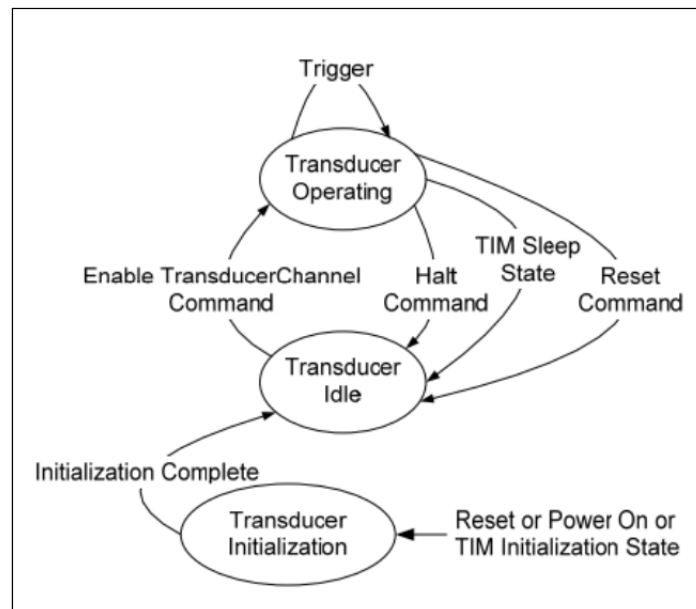 Trigger
Transducer
Operating
Enable TransducerChannel
Command
Halt
Command
TIM Sleep
State
Reset
Command
Transducer
Idle
Initialization Complete
Transducer
Initialization
Reset or Power On or
TIM Initialization State